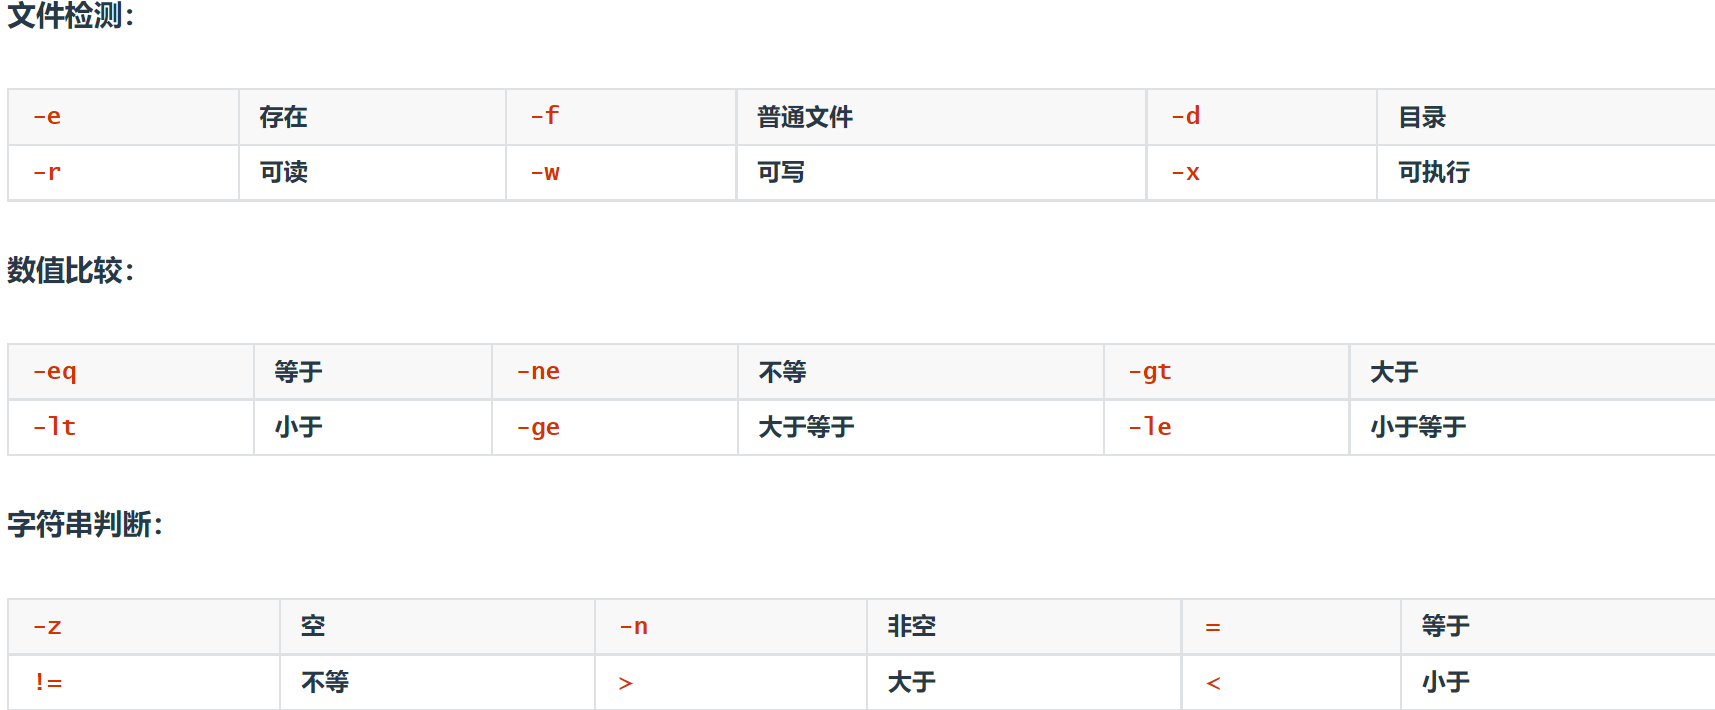 文件检测：
-e 存在 -f 普通文件 -d 目录
-r 可读 -w 可写 -x 可执行
数值比较：
-eq 等于 -ne 不等 -gt 大于
-lt 小于 -ge 大于等于 -le 小于等于
字符串判断：
-z 空 -n 非空 = 等于
!= 不等 > 大于 < 小于